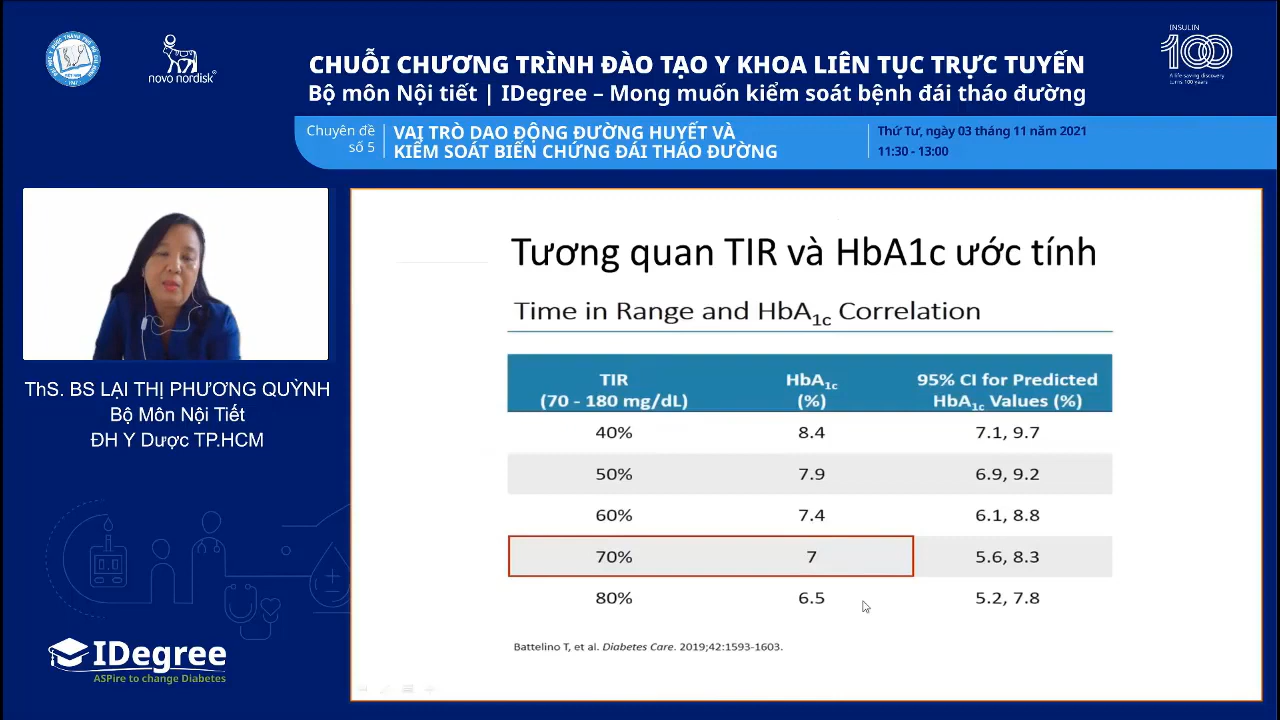 novo nordisk
INSULIN
100
A life-saving discovery
turns 100 years
CHUỖI CHƯƠNG TRÌNH ĐÀO TẠO Y KHOA LIÊN TỤC TRỰC TUYẾN
Bộ môn Nội tiết | IDegree – Mong muốn kiểm soát bệnh đái tháo đường
Chuyên đề
số 5
VAI TRÒ DAO ĐỘNG ĐƯỜNG HUYẾT VÀ
KIỂM SOÁT BIẾN CHỨNG ĐÁI THÁO ĐƯỜNG
Thứ Tư, ngày 03 tháng 11 năm 2021
11:30 - 13:00
ThS. BS LẠI THỊ PHƯƠNG QUỲNH
Bộ Môn Nội Tiết
ĐH Y Dược TP.HCM
IDegree
ASPire to change Diabetes
Tương quan TIR và HbA1c ước tính
Time in Range and HbA1c Correlation
TIR (70 - 180 mg/dL) HbA1c (%) 95% CI for Predicted HbA1c Values (%)
40% 8.4 7.1, 9.7
50% 7.9 6.9, 9.2
60% 7.4 6.1, 8.8
70% 7 5.6, 8.3
80% 6.5 5.2, 7.8
Battelino T, et al. Diabetes Care. 2019;42:1593-1603.